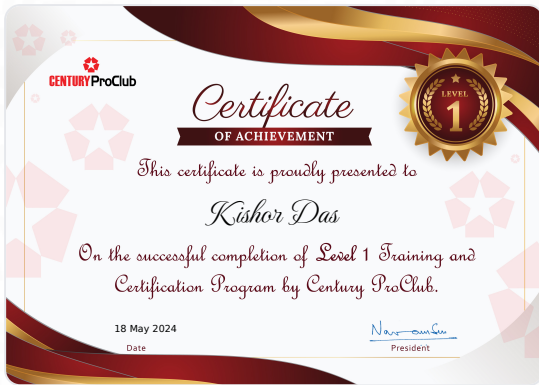 CENTURY ProClub
LEVEL
1
Certificate
OF ACHIEVEMENT
This certificate is proudly presented to
Kishor Das
On the successful completion of Level 1 Training and
Certification Program by Century ProClub.
18 May 2024
Date
President